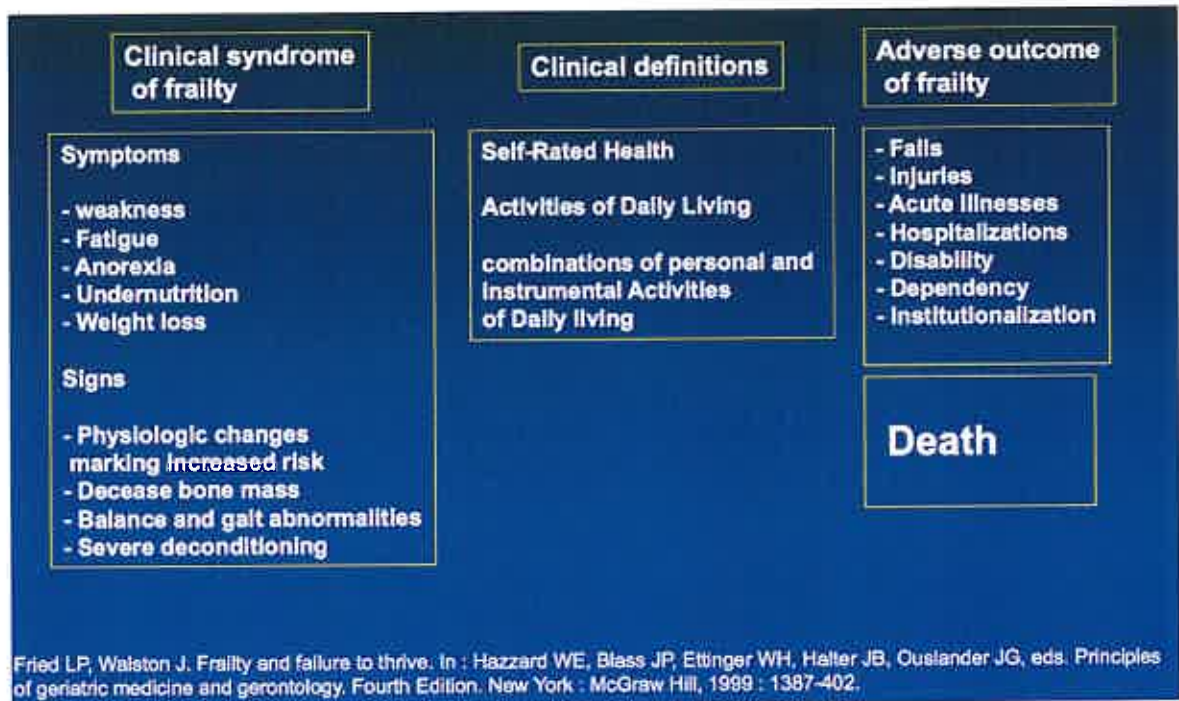 Clinical syndrome
of frailty
Symptoms
- weakness
- Fatigue
- Anorexia
- Undernutrition
- Weight loss
Signs
- Physiologic changes
marking increased risk
- Decease bone mass
- Balance and gait abnormalities
- Severe deconditioning
Clinical definitions
Self-Rated Health
Activities of Daily Living
combinations of personal and
instrumental Activities
of Daily living
Adverse outcome
of frailty
- Falls
- Injuries
- Acute illnesses
- Hospitalizations
- Disability
- Dependency
- Institutionalization
Death
Fried LP, Walston J. Frailty and failure to thrive. In : Hazzard WE, Blass JP, Ettinger WH, Halter JB, Ouslander JG, eds. Principles
of geriatric medicine and gerontology. Fourth Edition. New York : McGraw Hill, 1999 : 1387-402.